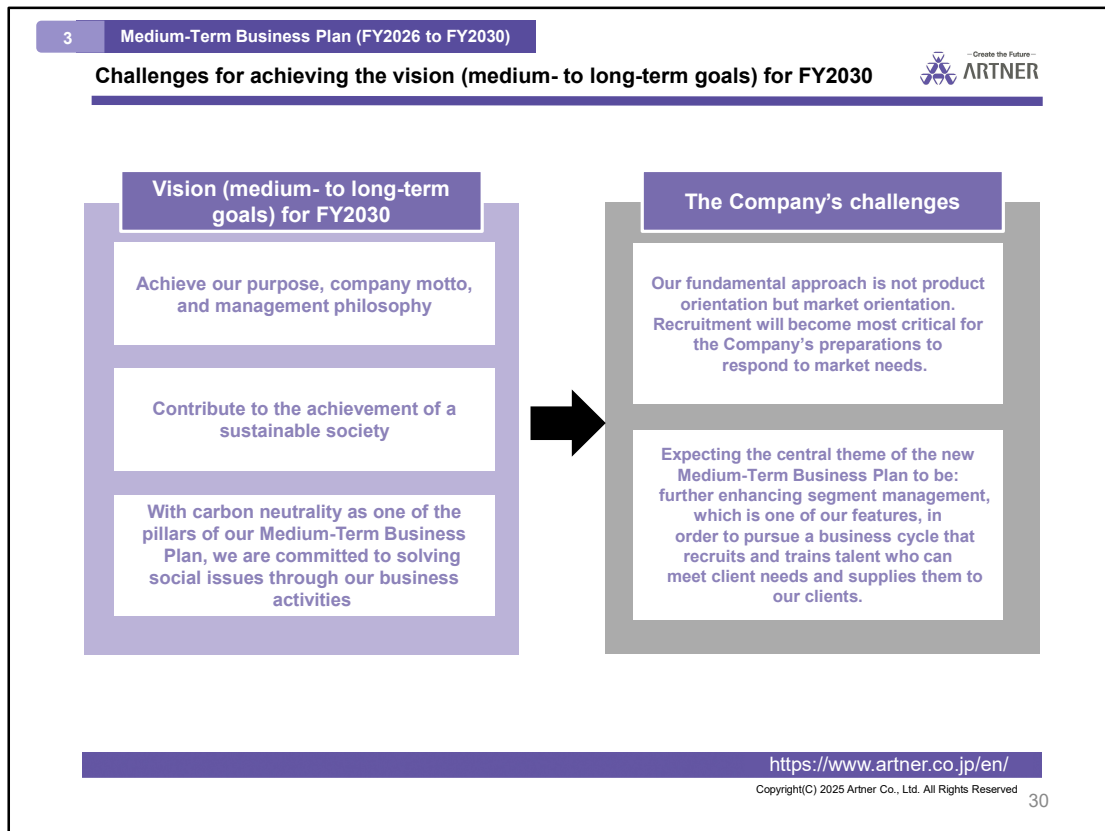 3
Medium-Term Business Plan (FY2026 to FY2030)
Challenges for achieving the vision (medium- to long-term goals) for FY2030
–Create the Future–
ARTNER
Vision (medium- to long-term
goals) for FY2030
Achieve our purpose, company motto,
and management philosophy
Contribute to the achievement of a
sustainable society
With carbon neutrality as one of the
pillars of our Medium-Term Business
Plan, we are committed to solving
social issues through our business
activities
The Company’s challenges
Our fundamental approach is not product
orientation but market orientation.
Recruitment will become most critical for
the Company’s preparations to
respond to market needs.
Expecting the central theme of the new
Medium-Term Business Plan to be:
further enhancing segment management,
which is one of our features, in
order to pursue a business cycle that
recruits and trains talent who can
meet client needs and supplies them to
our clients.
https://www.artner.co.jp/en/
Copyright(C) 2025 Artner Co., Ltd. All Rights Reserved
30